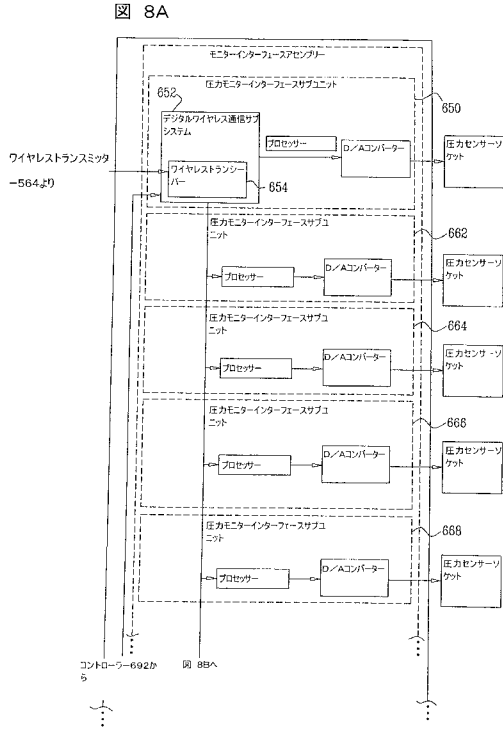 図 8A
モニターインターフェースアセンブリー
圧力モニターインターフェースサブユニット
652
650
デジタルワイヤレス通信サブ
システム
プロセッサー
D/Aコンバーター
圧力センサーソ
ケット
ワイヤレストランスミッタ
ー564より
ワイヤレストランシー
バー
654
圧力モニターインターフェースサブユ
ニット
662
プロセッサー
D/Aコンバーター
圧力センサーソ
ケット
圧力モニターインターフェースサブユ
ニット
664
プロセッサー
D/Aコンバーター
圧力センサーソ
ケット
圧力モニターインターフェースサブユ
ニット
666
プロセッサー
D/Aコンバーター
圧力センサーソ
ケット
圧力モニターインターフェースサブユ
ニット
668
プロセッサー
D/Aコンバーター
圧力センサーソ
ケット
コントローラー692か
ら
図 8Bへ